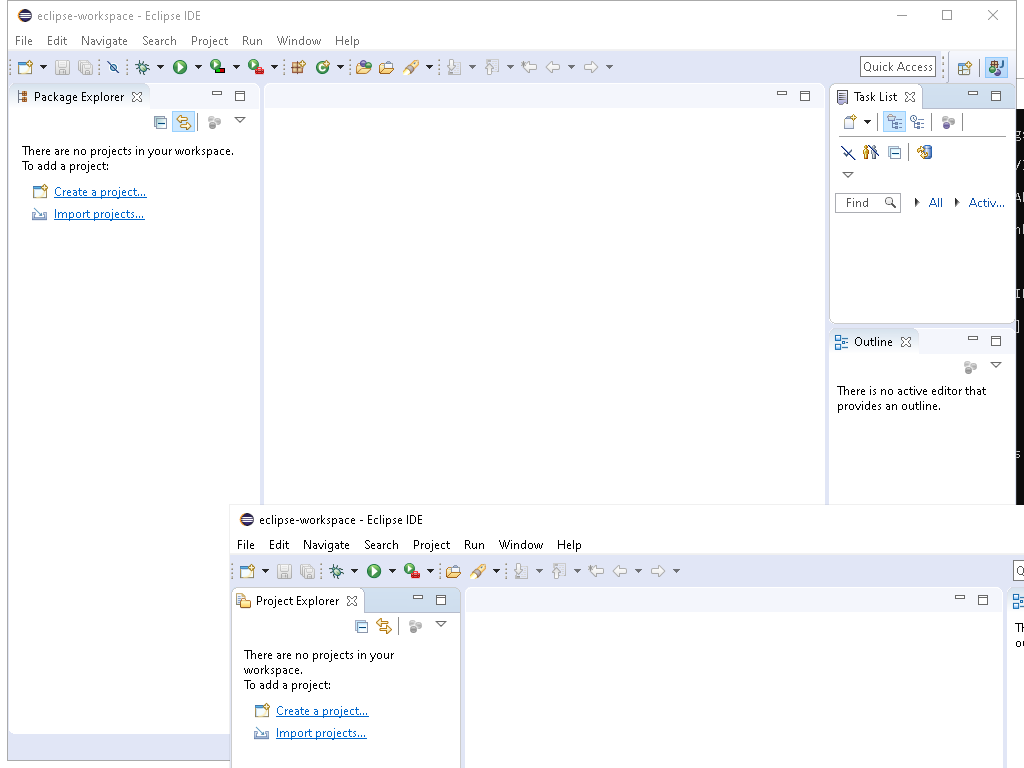 eclipse-workspace - Eclipse IDE
File Edit Navigate Search Project Run Window Help
Quick Access
Package Explorer
There are no projects in your workspace.
To add a project:
Create a project...
Import projects...
Task List
Find
All
Activ...
Outline
There is no active editor that
provides an outline.
eclipse-workspace - Eclipse IDE
File Edit Navigate Search Project Run Window Help
Project Explorer
There are no projects in your
workspace.
To add a project:
Create a project...
Import projects...